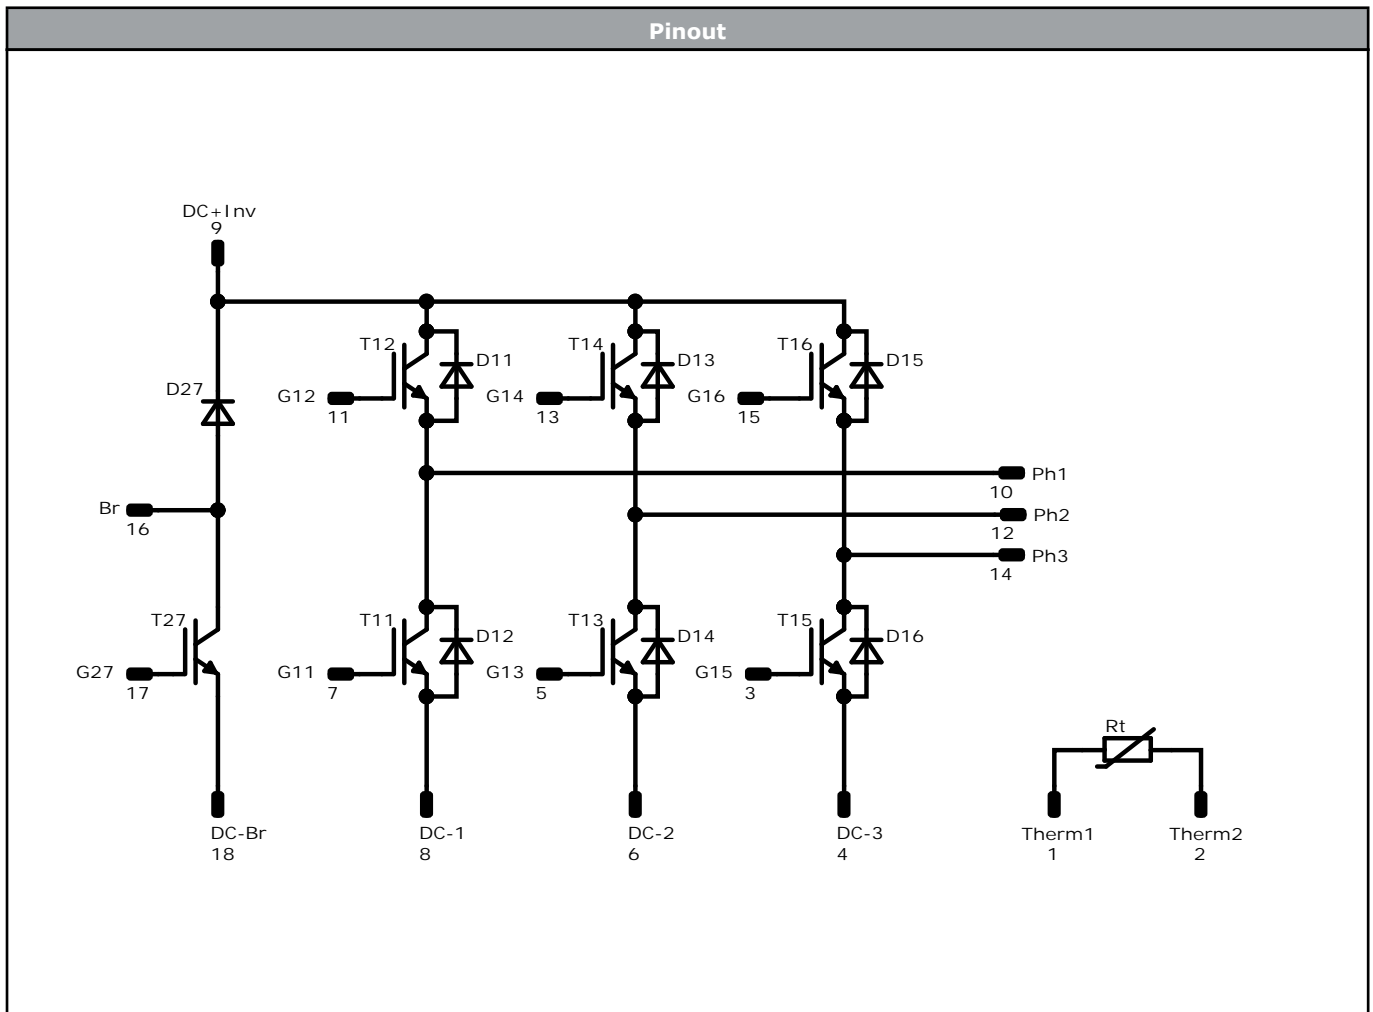 Pinout
DC+Inv
9
T12
T14
T16
D11
D13
D15
D27
G12
G14
G16
11
13
15
Ph1
10
Br
Ph2
16
12
Ph3
14
T27
T11
T13
T15
D12
D14
D16
G27
G11
G13
G15
17
7
5
3
Rt
DC-Br
DC-1
DC-2
DC-3
Therm1
Therm2
18
8
6
4
1
2